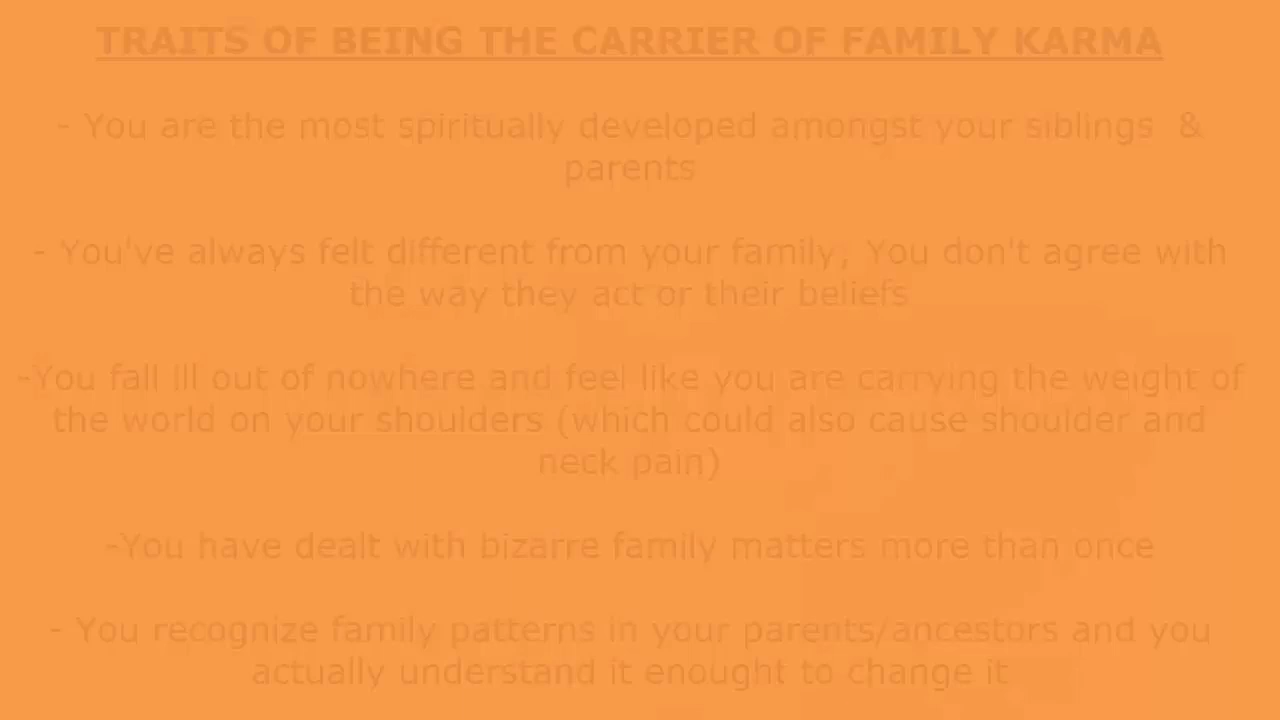 TRAITS OF BEING THE CARRIER OF FAMILY KARMA
- You are the most spiritually developed amongst your siblings  &
parents
- You've always felt different from your family; You don't agree with
the way they act or their beliefs
-You fall ill out of nowhere and feel like you are carrying the weight of
the world on your shoulders (which could also cause shoulder and
neck pain)
-You have dealt with bizarre family matters more than once
- You recognize family patterns in your parents/ancestors and you
actually understand it enought to change it